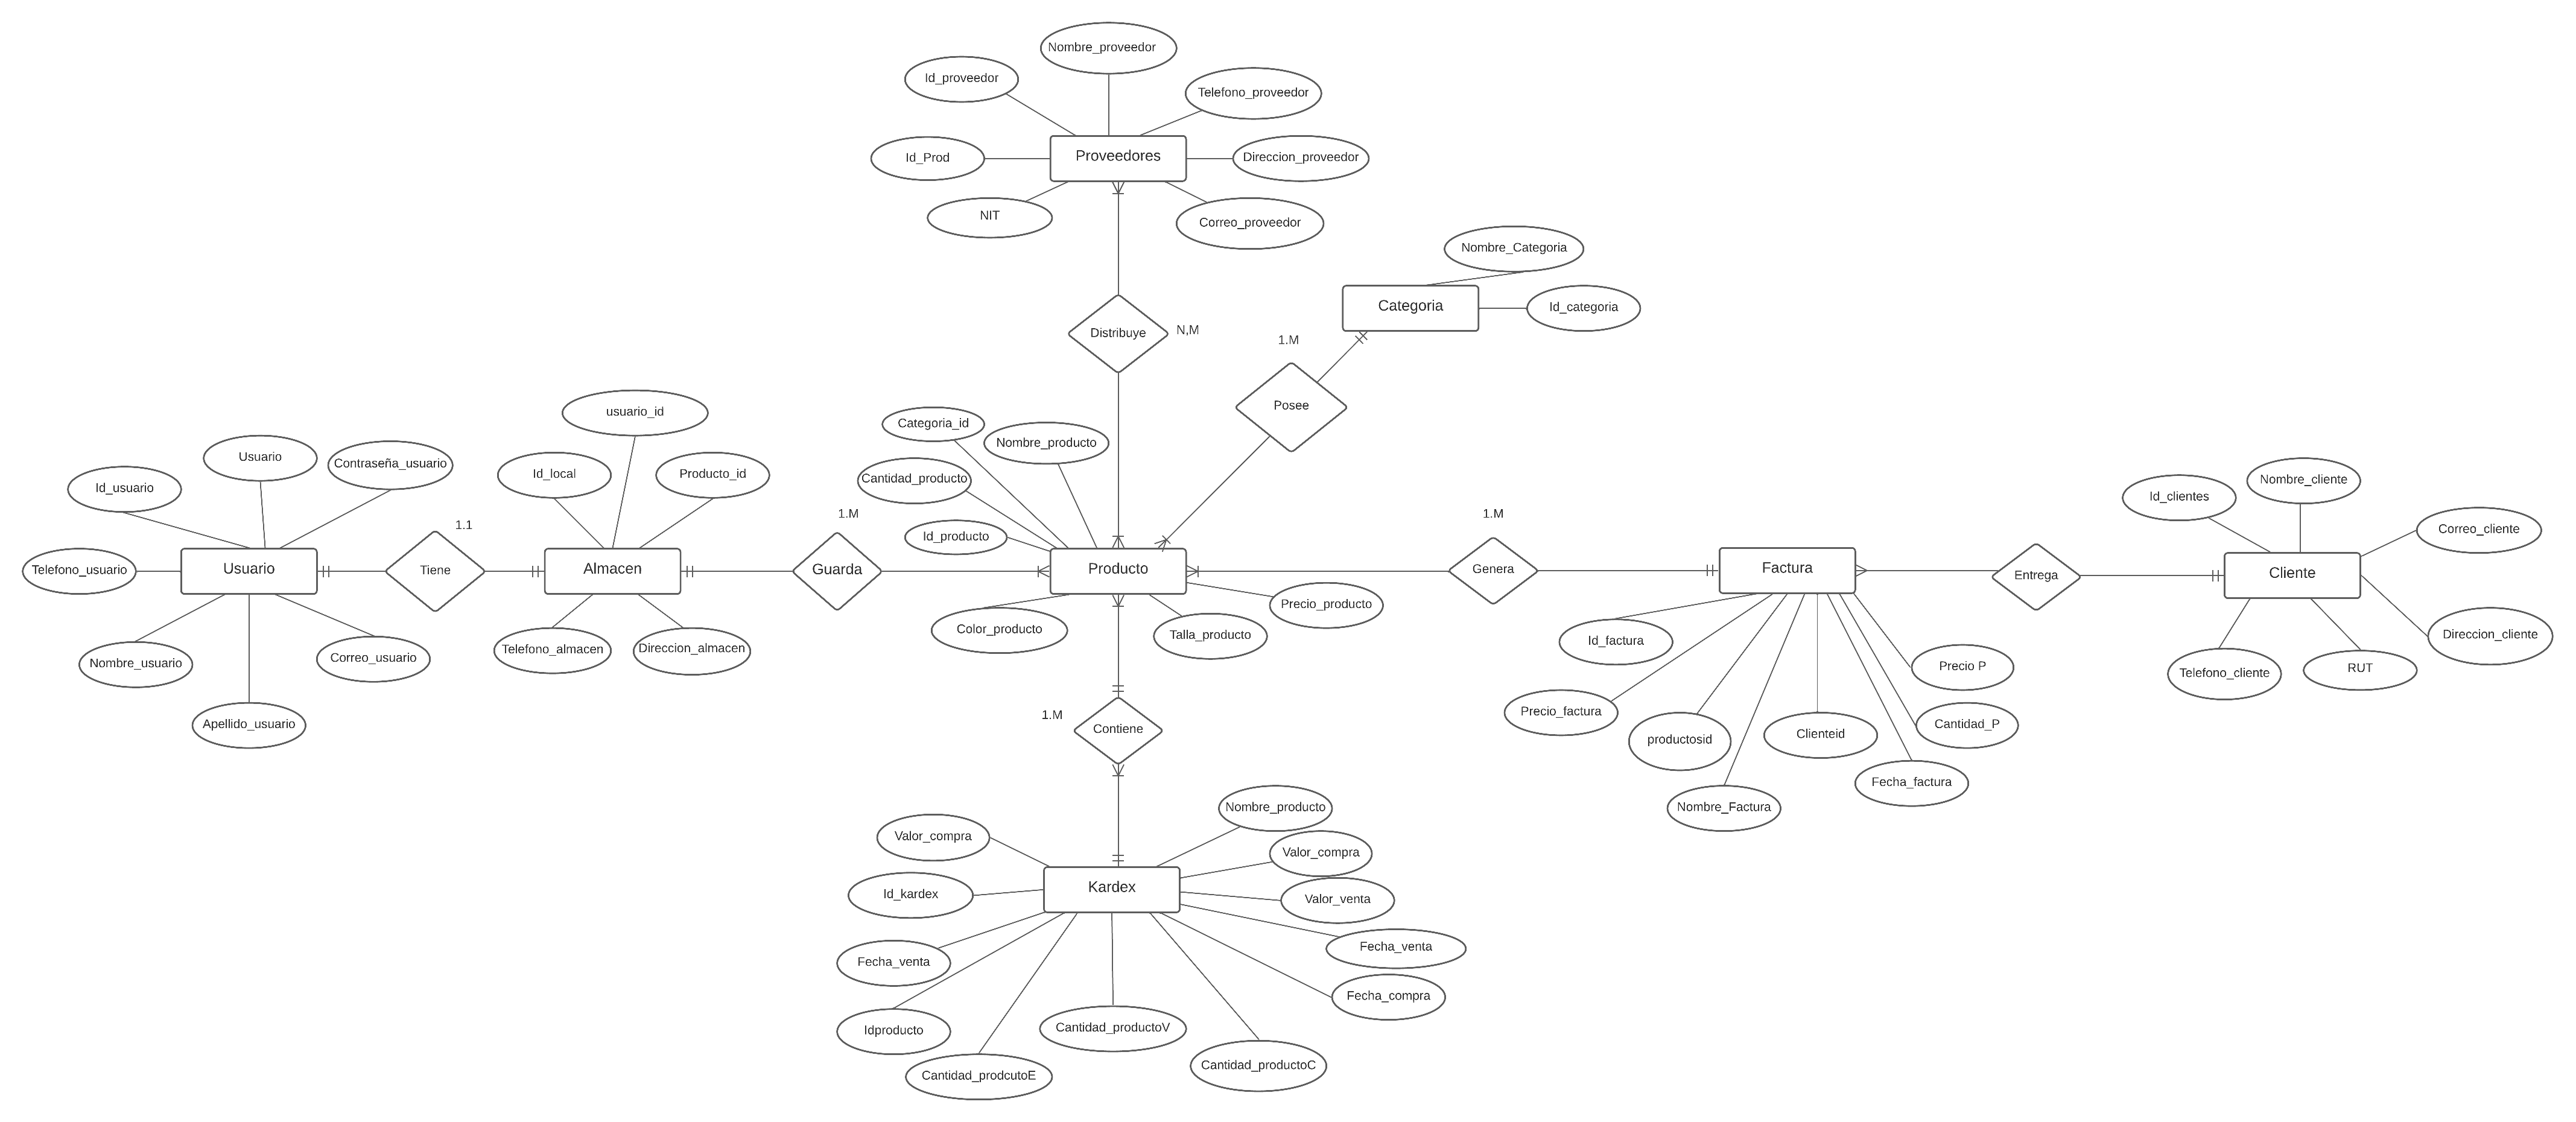 Nombre_proveedor
Id_proveedor
Telefono_proveedor
Id_Prod
Proveedores
Direccion_proveedor
NIT
Correo_proveedor
Nombre_Categoria
Categoria
Id_categoria
Distribuye
N,M
1.M
Posee
usuario_id
Categoria_id
Nombre_producto
Usuario
Contraseña_usuario
Id_local
Producto_id
Cantidad_producto
Id_usuario
Id_clientes
Nombre_cliente
1.1
1.M
1.M
Id_producto
Correo_cliente
Telefono_usuario
Usuario
Tiene
Almacen
Guarda
Producto
Genera
Factura
Entrega
Cliente
Precio_producto
Color_producto
Talla_producto
Id_factura
Direccion_cliente
Nombre_usuario
Correo_usuario
Telefono_almacen
Direccion_almacen
Precio P
Telefono_cliente
RUT
Apellido_usuario
1.M
Contiene
Precio_factura
productosid
Clienteid
Cantidad_P
Fecha_factura
Nombre_Factura
Nombre_producto
Valor_compra
Valor_compra
Id_kardex
Kardex
Valor_venta
Fecha_venta
Fecha_venta
Fecha_compra
Idproducto
Cantidad_productoV
Cantidad_prodcutoE
Cantidad_productoC